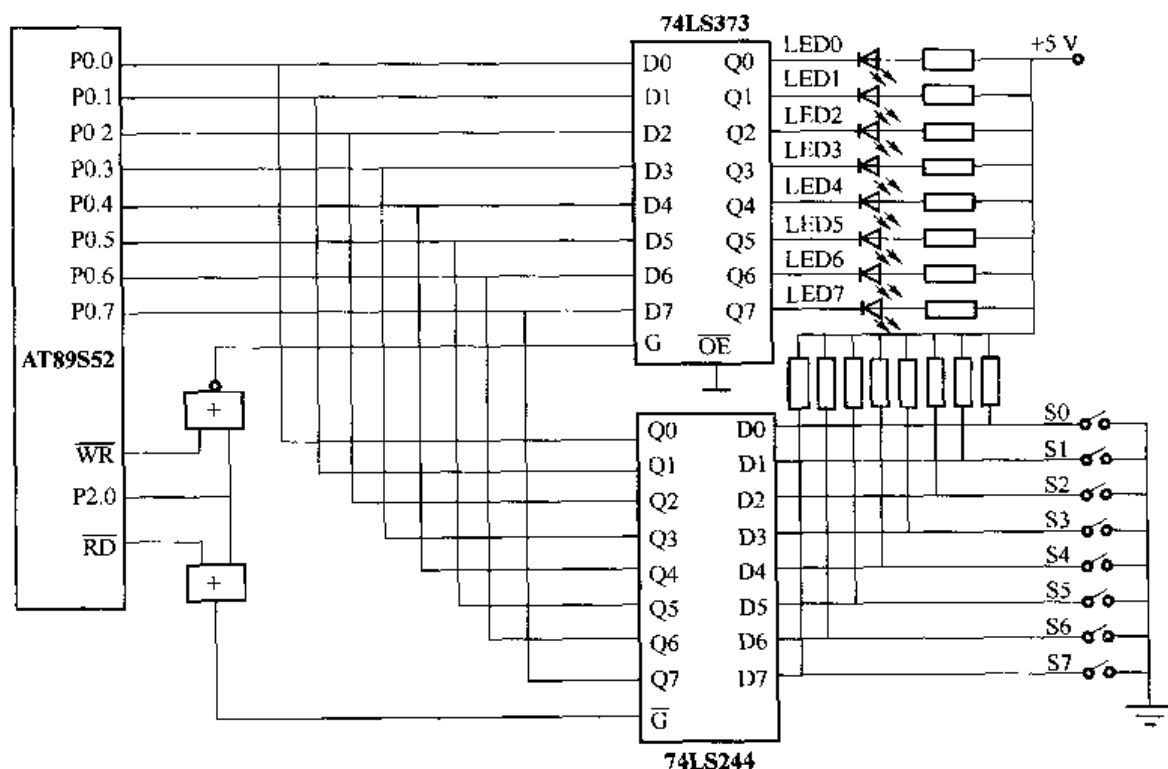 74LS373
P0.0
P0.1
P0.2
P0.3
P0.4
P0.5
P0.6
P0.7
AT89S52
WR
P2.0
RD
+
+
D0 Q0
D1 Q1
D2 Q2
D3 Q3
D4 Q4
D5 Q5
D6 Q6
D7 Q7
G OE
LED0
LED1
LED2
LED3
LED4
LED5
LED6
LED7
+5 V
Q0 D0
Q1 D1
Q2 D2
Q3 D3
Q4 D4
Q5 D5
Q6 D6
Q7 D7
G
74LS244
S0
S1
S2
S3
S4
S5
S6
S7